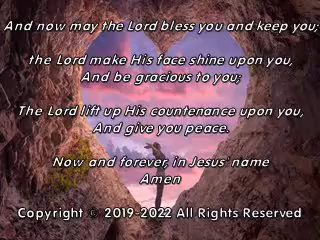 And now may the Lord bless you and keep you;
the Lord make His face shine upon you,
And be gracious to you;
The Lord lift up His countenance upon you,
And give you peace.
Now and forever, in Jesus' name
Amen
Copyright © 2019-2022 All Rights Reserved